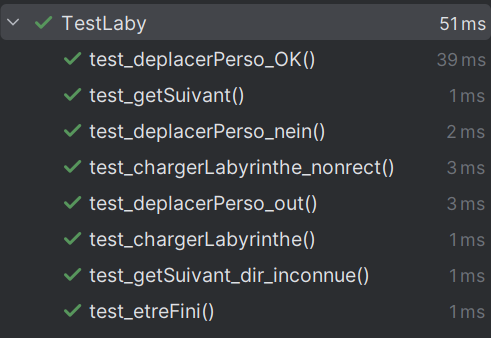 TestLaby 51 ms
test_deplacerPerso_OK() 39 ms
test_getSuivant() 1 ms
test_deplacerPerso_nein() 2 ms
test_chargerLabyrinthe_nonrect() 3 ms
test_deplacerPerso_out() 3 ms
test_chargerLabyrinthe() 1 ms
test_getSuivant_dir_inconnue() 1 ms
test_etreFini() 1 ms